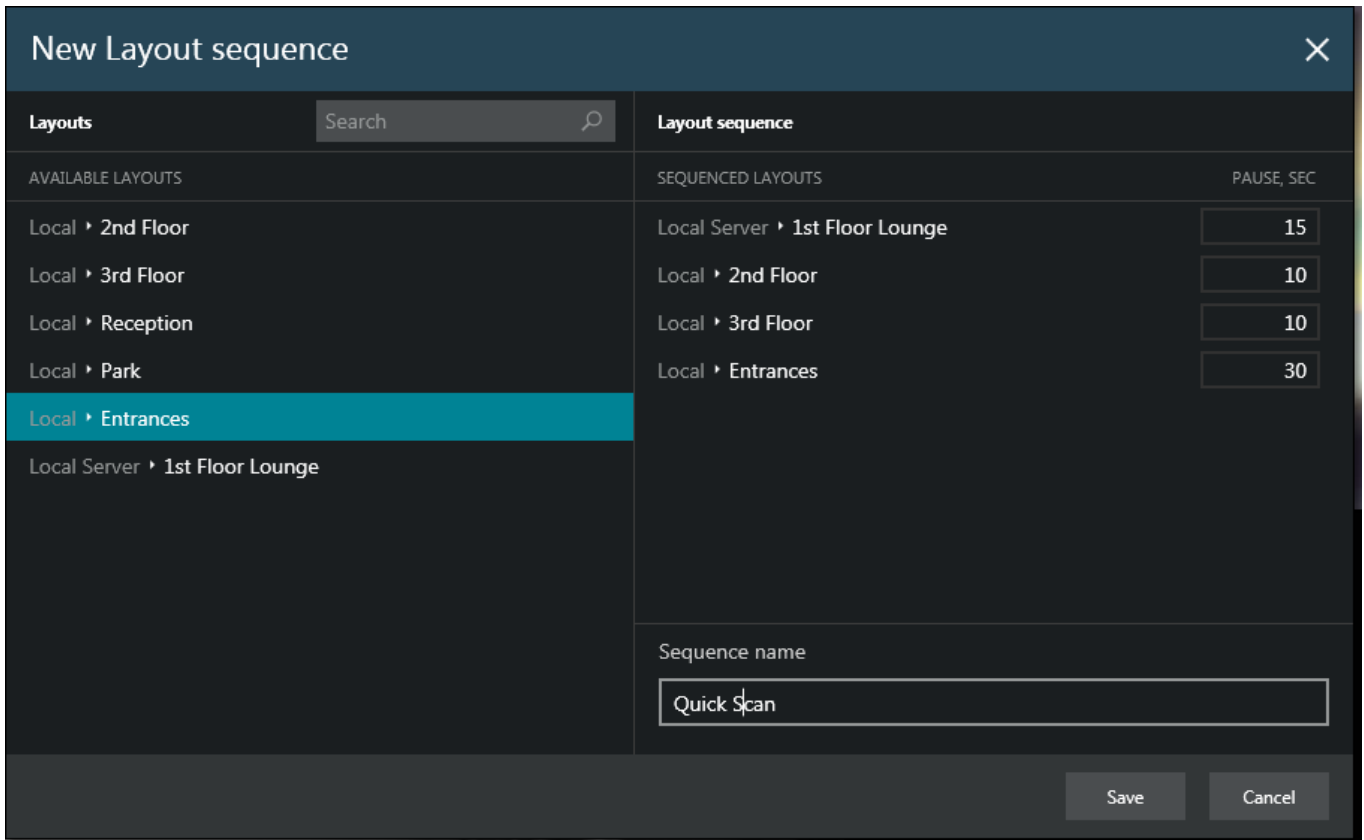 New Layout sequence
Layouts
Search
AVAILABLE LAYOUTS
Local ‣ 2nd Floor
Local ‣ 3rd Floor
Local ‣ Reception
Local ‣ Park
Local ‣ Entrances
Local Server ‣ 1st Floor Lounge
Layout sequence
SEQUENCED LAYOUTS PAUSE, SEC
Local Server ‣ 1st Floor Lounge 15
Local ‣ 2nd Floor 10
Local ‣ 3rd Floor 10
Local ‣ Entrances 30
Sequence name
Quick Scan
Save Cancel